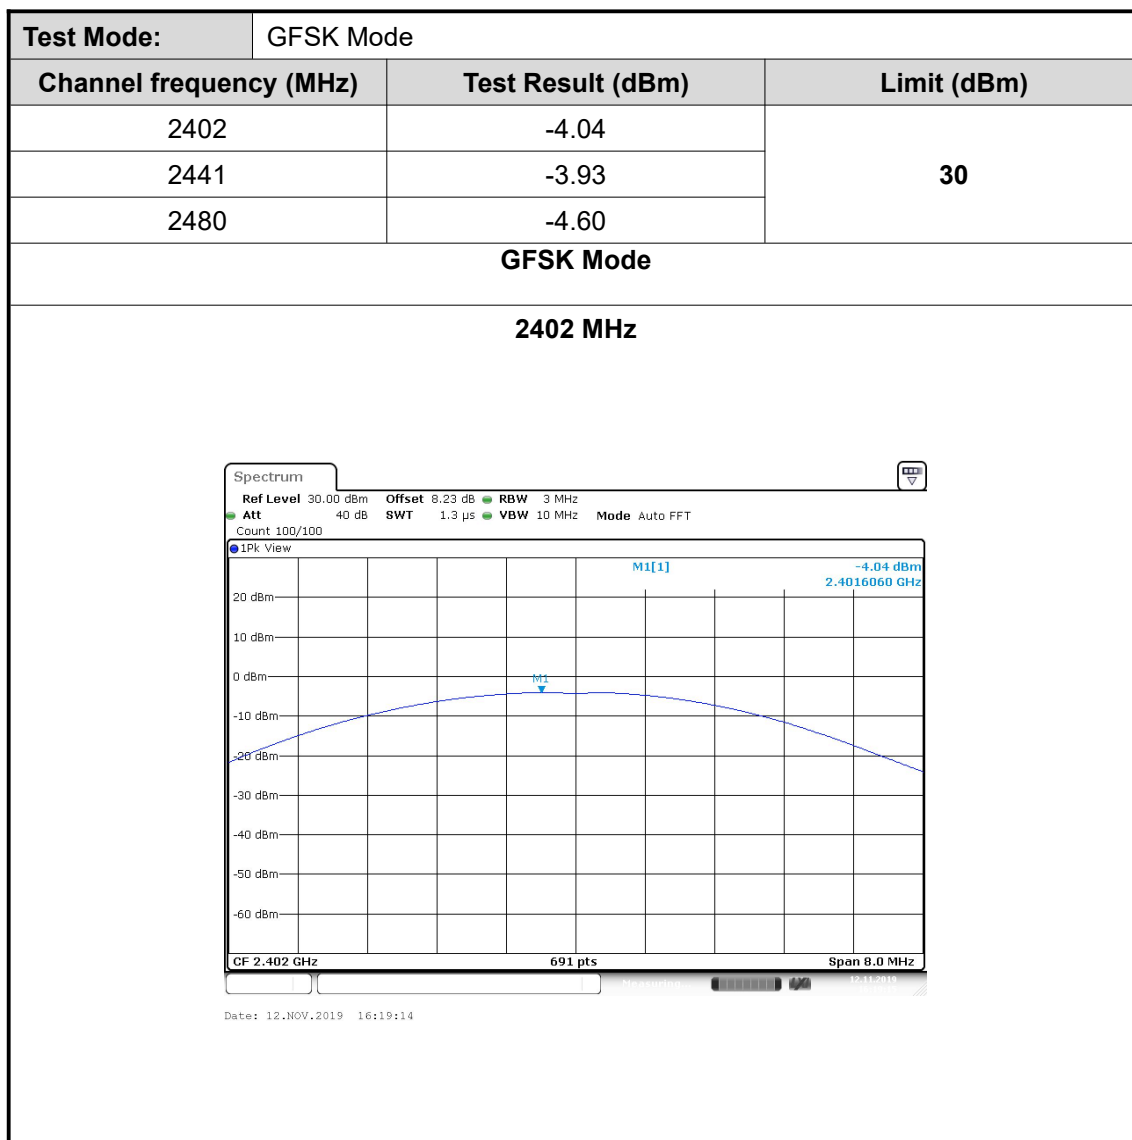 Test Mode: GFSK Mode
Channel frequency (MHz) Test Result (dBm) Limit (dBm)
2402 -4.04
2441 -3.93 30
2480 -4.60
GFSK Mode
2402 MHz
Spectrum
Ref Level 30.00 dBm Offset 8.23 dB RBW 3 MHz
Att 40 dB SWT 1.3 µs VBW 10 MHz Mode Auto FFT
Count 100/100
1Pk View
M1[1] -4.04 dBm
2.4016060 GHz
20 dBm
10 dBm
0 dBm
M1
-10 dBm
-20 dBm
-30 dBm
-40 dBm
-50 dBm
-60 dBm
CF 2.402 GHz 691 pts Span 8.0 MHz
Measuring... 12.11.2019
Date: 12.NOV.2019 16:19:14